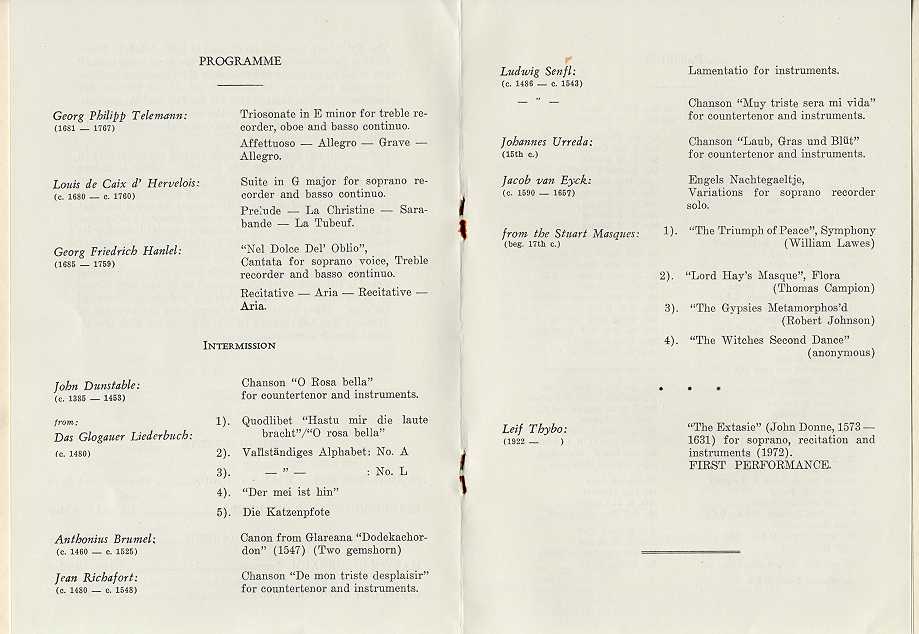 PROGRAMME
Georg Philipp Telemann:
(1681 — 1767)
Triosonate in E minor for treble re-
corder, oboe and basso continuo.
Affettuoso — Allegro — Grave —
Allegro.
Louis de Caix d' Hervelois:
(c. 1680 — c. 1760)
Suite in G major for soprano re-
corder and basso continuo.
Prelude — La Christine — Sara-
bande — La Tubeuf.
Georg Friedrich Hanlel:
(1685 — 1759)
"Nel Dolce Del' Oblio",
Cantata for soprano voice, Treble
recorder and basso continuo.
Recitative — Aria — Recitative —
Aria.
INTERMISSION
John Dunstable:
(c. 1385 — 1453)
Chanson "O Rosa bella"
for countertenor and instruments.
from:
Das Glogauer Liederbuch:
(c. 1480)
1). Quodlibet "Hastu mir die laute
bracht"/"O rosa bella"
2). Vallständiges Alphabet: No. A
3). — " — : No. L
4). "Der mei ist hin"
5). Die Katzenpfote
Anthonius Brumel:
(c. 1460 — c. 1525)
Canon from Glareana "Dodekachor-
don" (1547) (Two gemshorn)
Jean Richafort:
(c. 1480 — c. 1548)
Chanson "De mon triste desplaisir"
for countertenor and instruments.
Ludwig Senfl:
(c. 1486 — c. 1543)
Lamentatio for instruments.
— " —
Chanson "Muy triste sera mi vida"
for countertenor and instruments.
Johannes Urreda:
(15th c.)
Chanson "Laub, Gras und Blüt"
for countertenor and instruments.
Jacob van Eyck:
(c. 1590 — 1657)
Engels Nachtegaeltje,
Variations for soprano recorder
solo.
from the Stuart Masques:
(beg. 17th c.)
1). "The Triumph of Peace", Symphony
(William Lawes)
2). "Lord Hay's Masque", Flora
(Thomas Campion)
3). "The Gypsies Metamorphos'd
(Robert Johnson)
4). "The Witches Second Dance"
(anonymous)
• • •
Leif Thybo:
(1922 — )
"The Extasie" (John Donne, 1573 —
1631) for soprano, recitation and
instruments (1972).
FIRST PERFORMANCE.